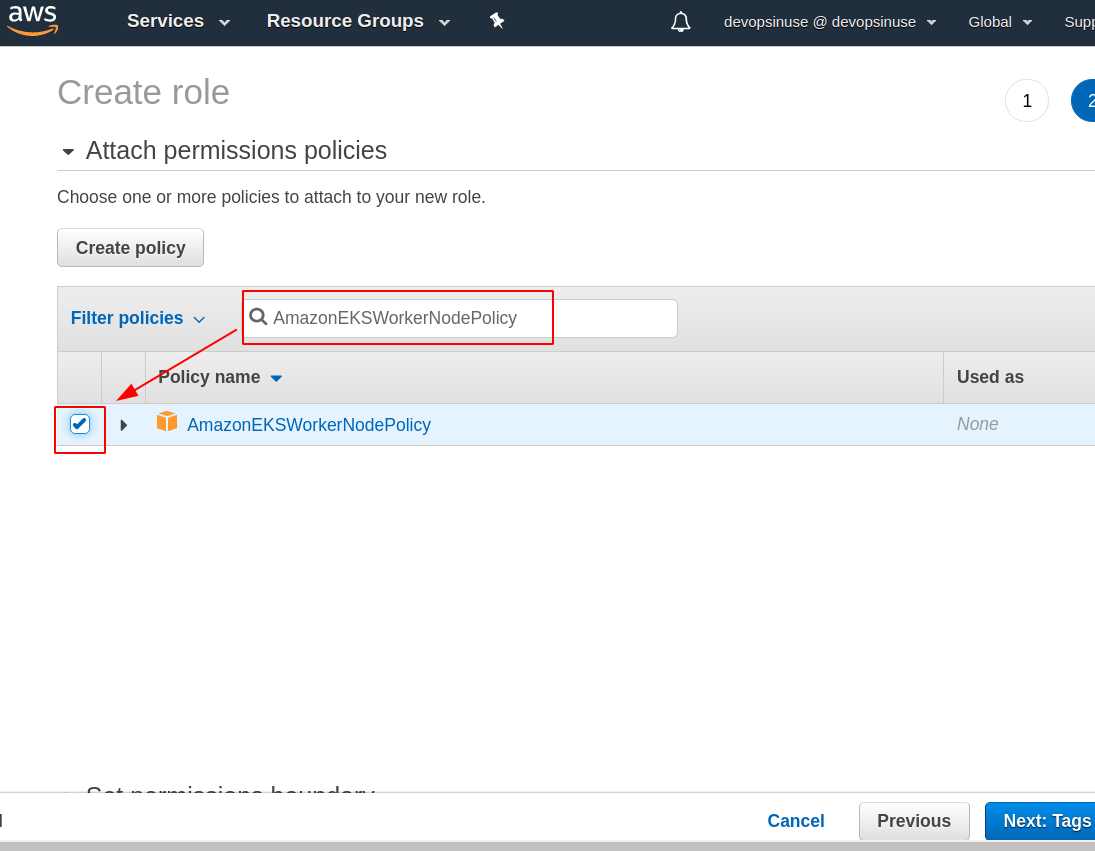 aws Services Resource Groups devopsinuse @ devopsinuse Global Supp
Create role
1 2
Attach permissions policies
Choose one or more policies to attach to your new role.
Create policy
Filter policies AmazonEKSWorkerNodePolicy
Policy name Used as
AmazonEKSWorkerNodePolicy None
Set permissions boundary
Cancel Previous Next: Tags